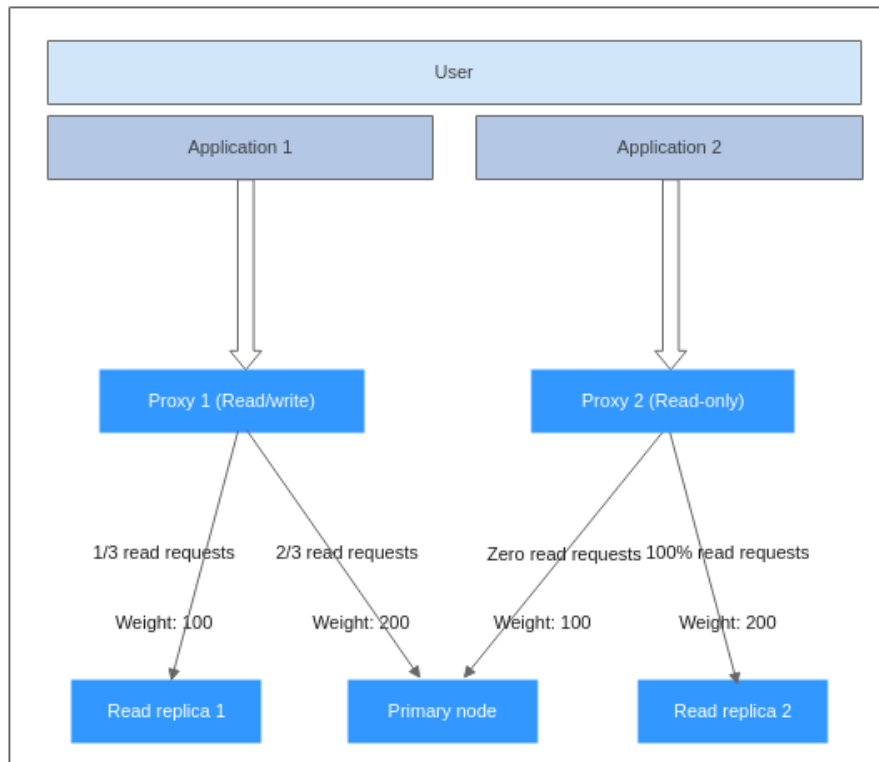 User
Application 1
Application 2
Proxy 1 (Read/write)
Proxy 2 (Read-only)
1/3 read requests
2/3 read requests
Zero read requests
100% read requests
Weight: 100
Weight: 200
Weight: 100
Weight: 200
Read replica 1
Primary node
Read replica 2